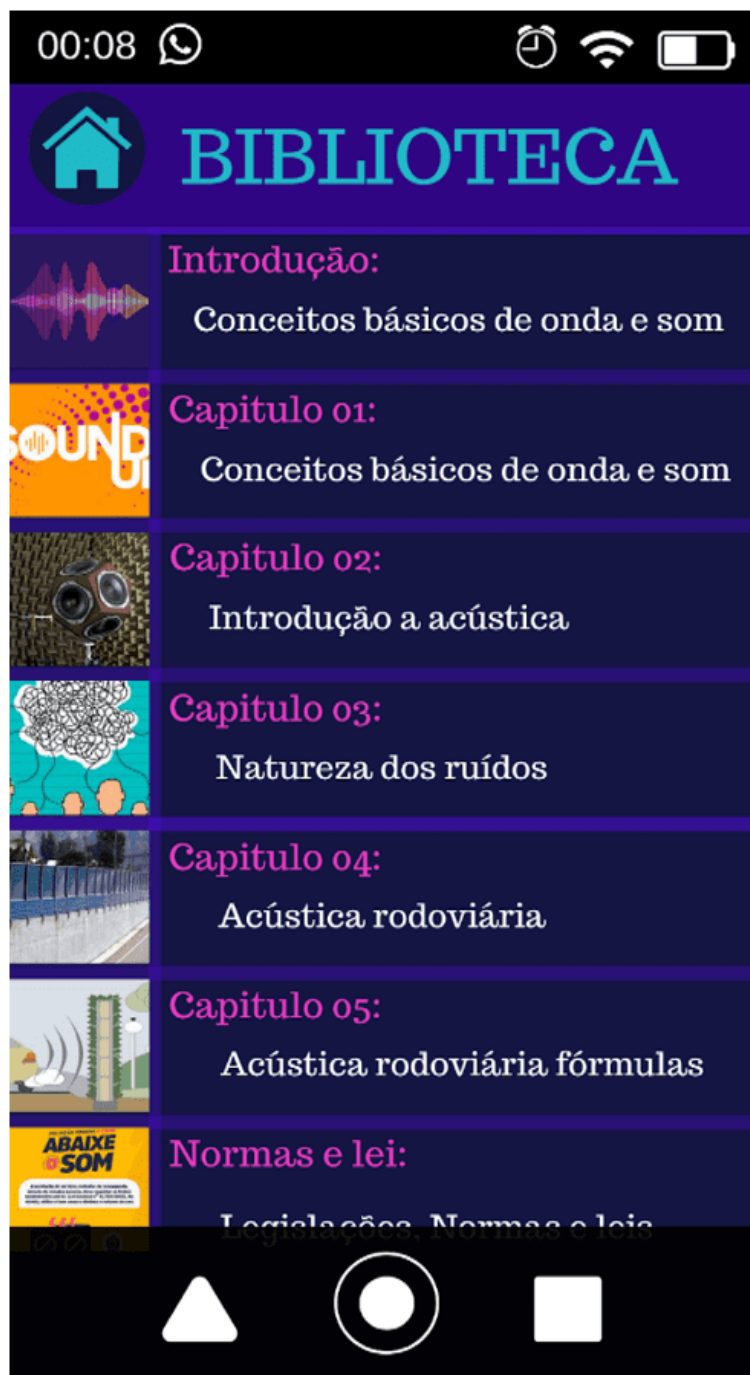 00:08
BIBLIOTECA
Introdução:
Conceitos básicos de onda e som
Capitulo 01:
SOUND
Conceitos básicos de onda e som
Capitulo 02:
Introdução a acústica
Capitulo 03:
Natureza dos ruídos
Capitulo 04:
Acústica rodoviária
Capitulo 05:
Acústica rodoviária fórmulas
ABAIXE
O SOM
Normas e lei:
Legislações, Normas e leis